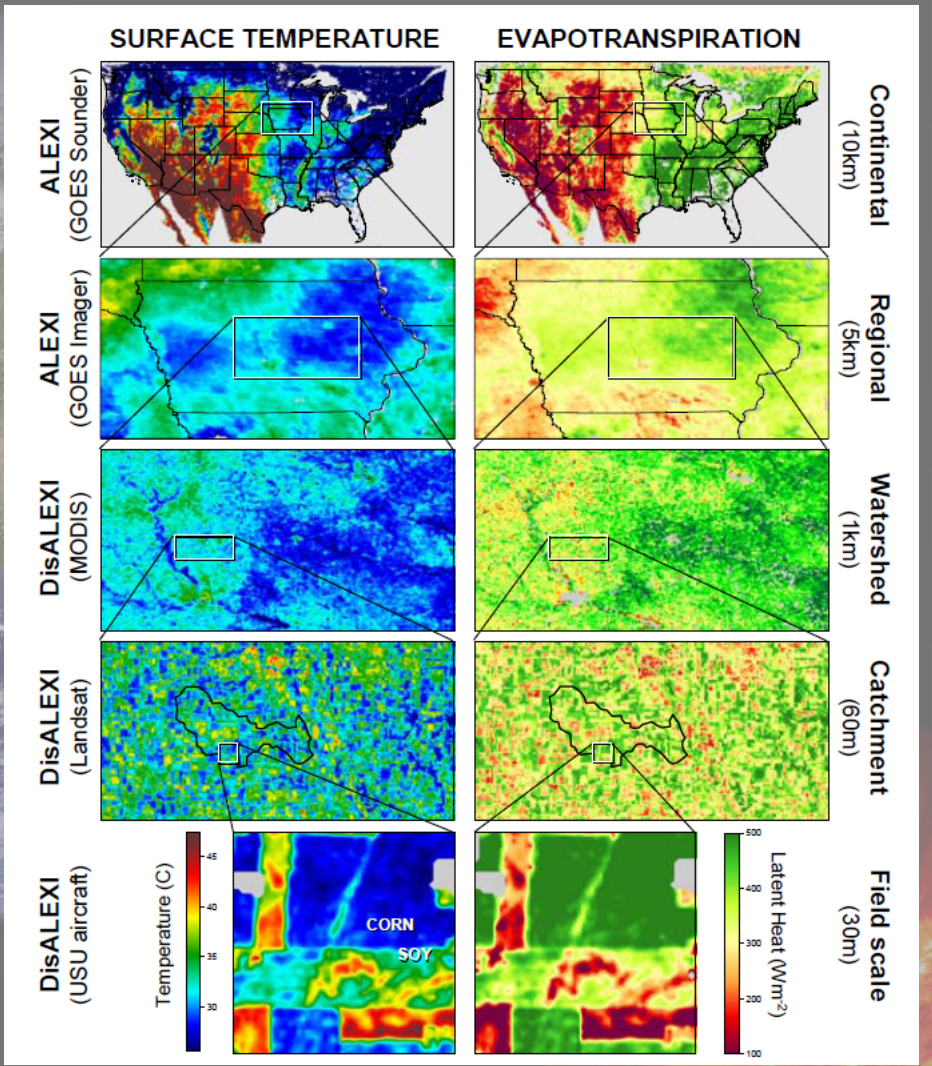 SURFACE TEMPERATURE
EVAPOTRANSPIRATION
ALEXI
(GOES Sounder)
Continental
(10km)
ALEXI
(GOES Imager)
Regional
(5km)
DisALEXI
(MODIS)
Watershed
(1km)
DisALEXI
(Landsat)
Catchment
(60m)
DisALEXI
(USU aircraft)
Temperature (C)
45
40
35
30
CORN
SOY
500
400
300
200
100
Latent Heat (Wm-2)
Field scale
(30m)